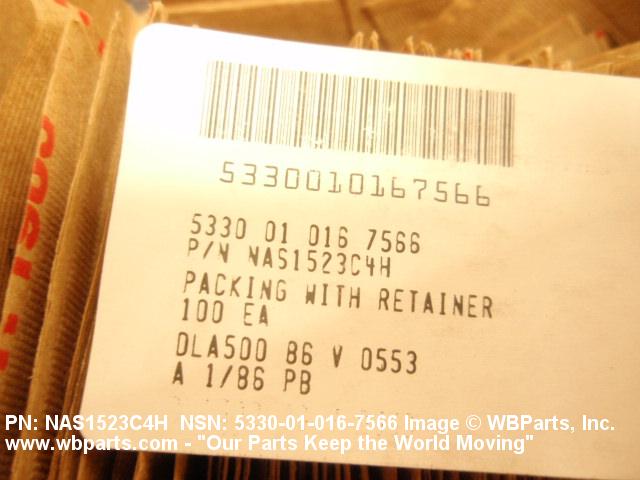 5330010167566
5330 01 016 7566
P/N NAS1523C4H
PACKING WITH RETAINER
100 EA
DLA500 86 V 0553
A 1/86 PB
PN: NAS1523C4H NSN: 5330-01-016-7566 Image © WBParts, Inc.
www.wbparts.com - "Our Parts Keep the World Moving"